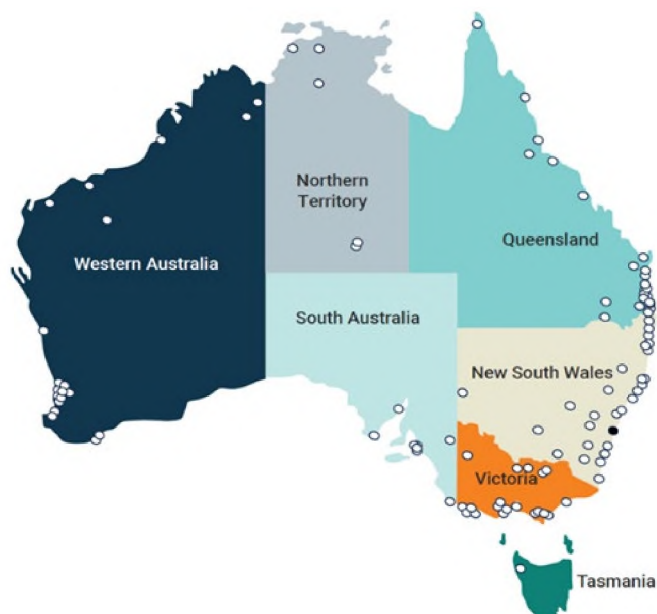 Northern
Territory
Queensland
Western Australia
South Australia
New South Wales
Victoria
Tasmania